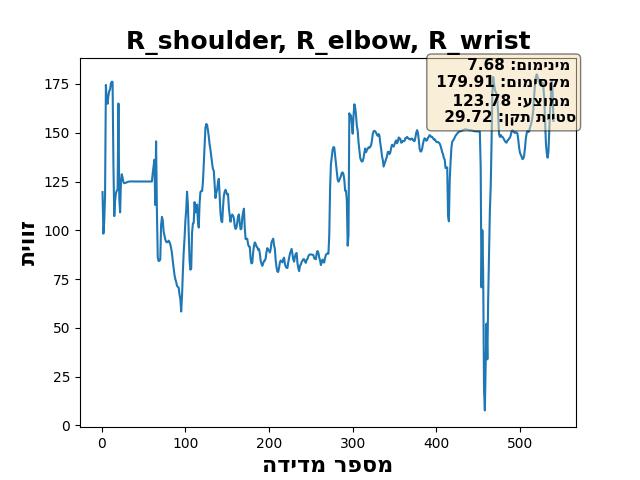 R_shoulder, R_elbow, R_wrist
מינימום: 7.68
מקסימום: 179.91
ממוצע: 123.78
סטיית תקן: 29.72
זווית
175
150
125
100
75
50
25
0
0 100 200 300 400 500
מספר מדידה